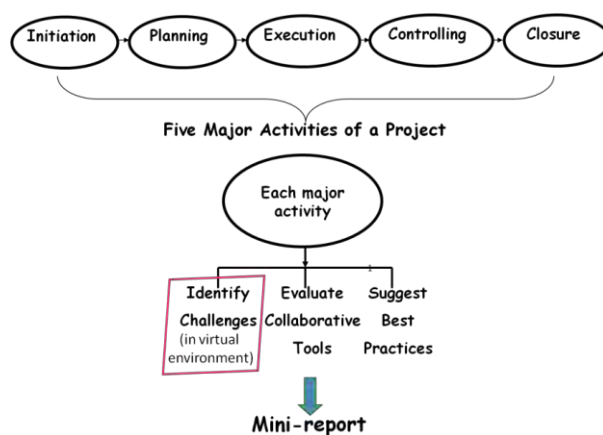 Initiation Planning Execution Controlling Closure
Five Major Activities of a Project
Each major
activity
Identify
Challenges
(in virtual
environment)
Evaluate
Collaborative
Tools
Suggest
Best
Practices
Mini-report